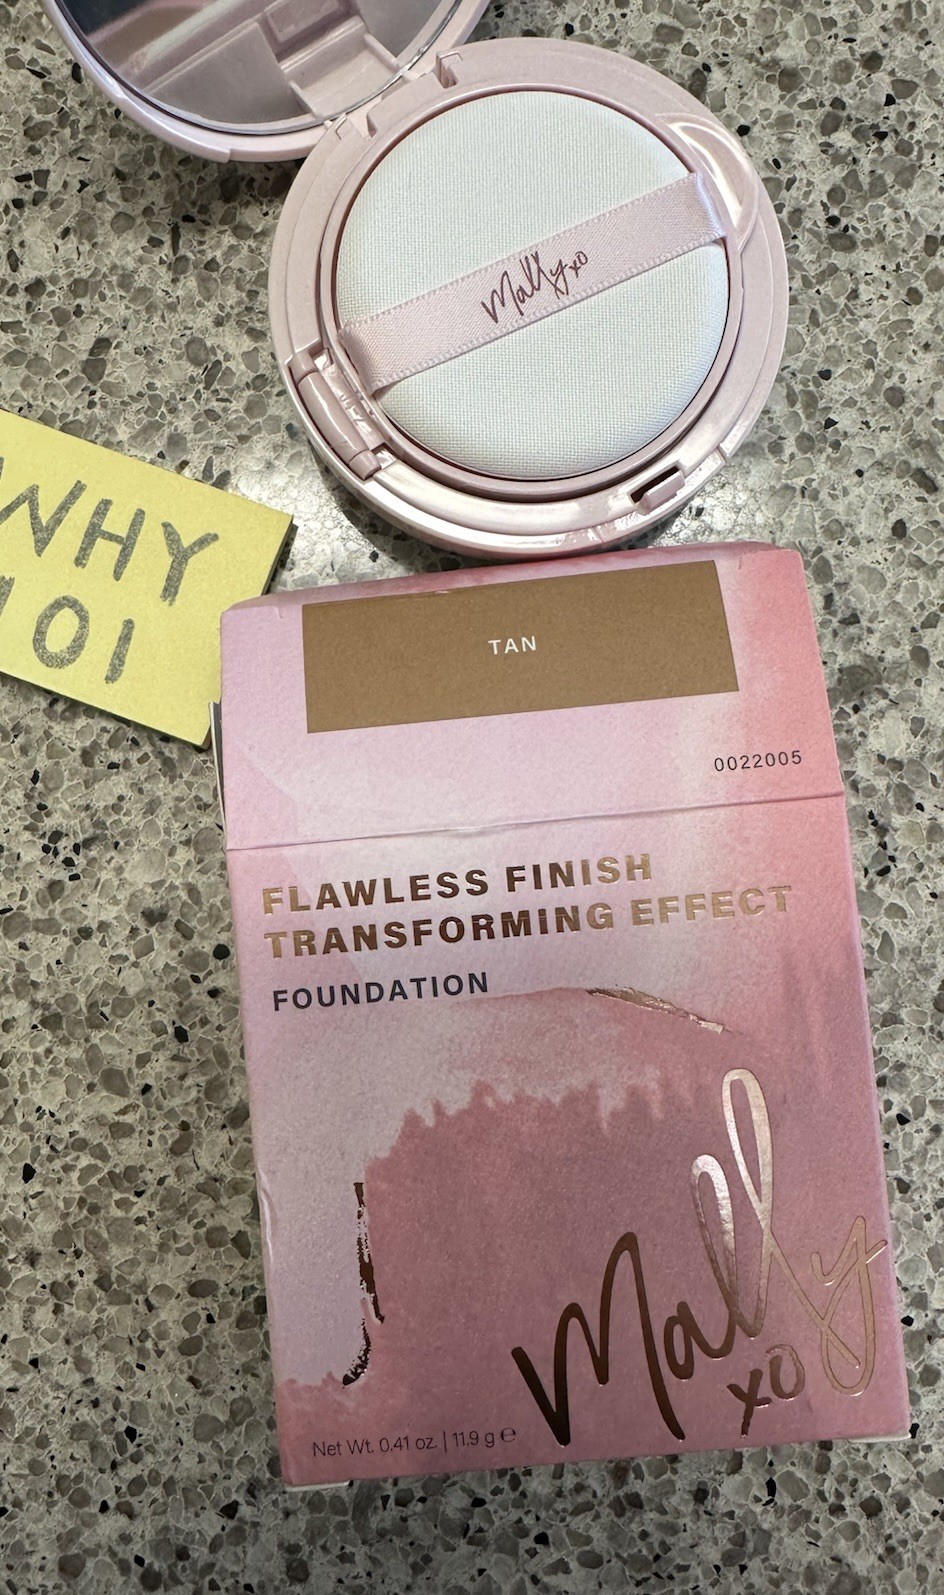 Mally xo
WHY
101
TAN
0022005
FLAWLESS FINISH
TRANSFORMING EFFECT
FOUNDATION
Mally
xo
Net Wt. 0.41 oz. | 11.9 g ℮